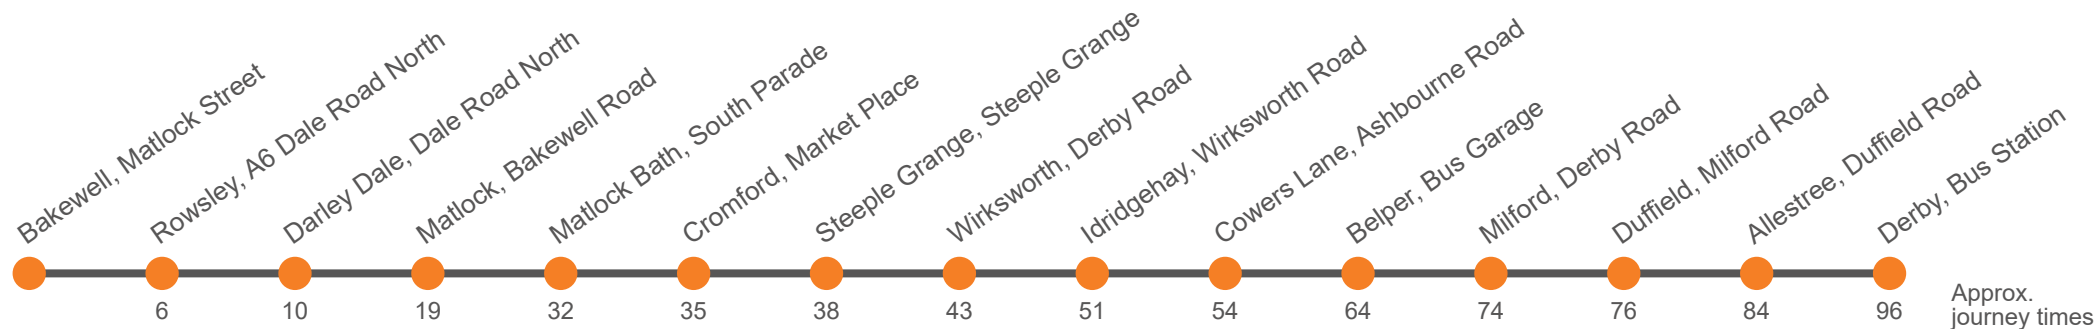 Bakewell, Matlock Street
Rowsley, A6 Dale Road North
Darley Dale, Dale Road North
Matlock, Bakewell Road
Matlock Bath, South Parade
Cromford, Market Place
Steeple Grange, Steeple Grange
Wirksworth, Derby Road
Idridgehay, Wirksworth Road
Cowers Lane, Ashbourne Road
Belper, Bus Garage
Milford, Derby Road
Duffield, Milford Road
Allestree, Duffield Road
Derby, Bus Station
6 10 19 32 35 38 43 51 54 64 74 76 84 96
Approx.
journey times